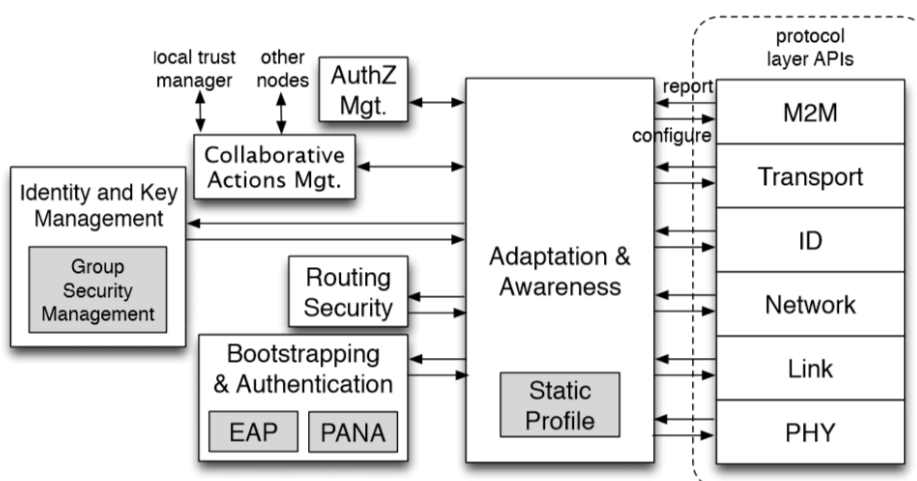 local trust
manager
other
nodes
AuthZ
Mgt.
Collaborative
Actions Mgt.
Identity and Key
Management
Group
Security
Management
Routing
Security
Bootstrapping
& Authentication
EAP
PANA
Adaptation &
Awareness
Static
Profile
protocol
layer APIs
report
configure
M2M
Transport
ID
Network
Link
PHY